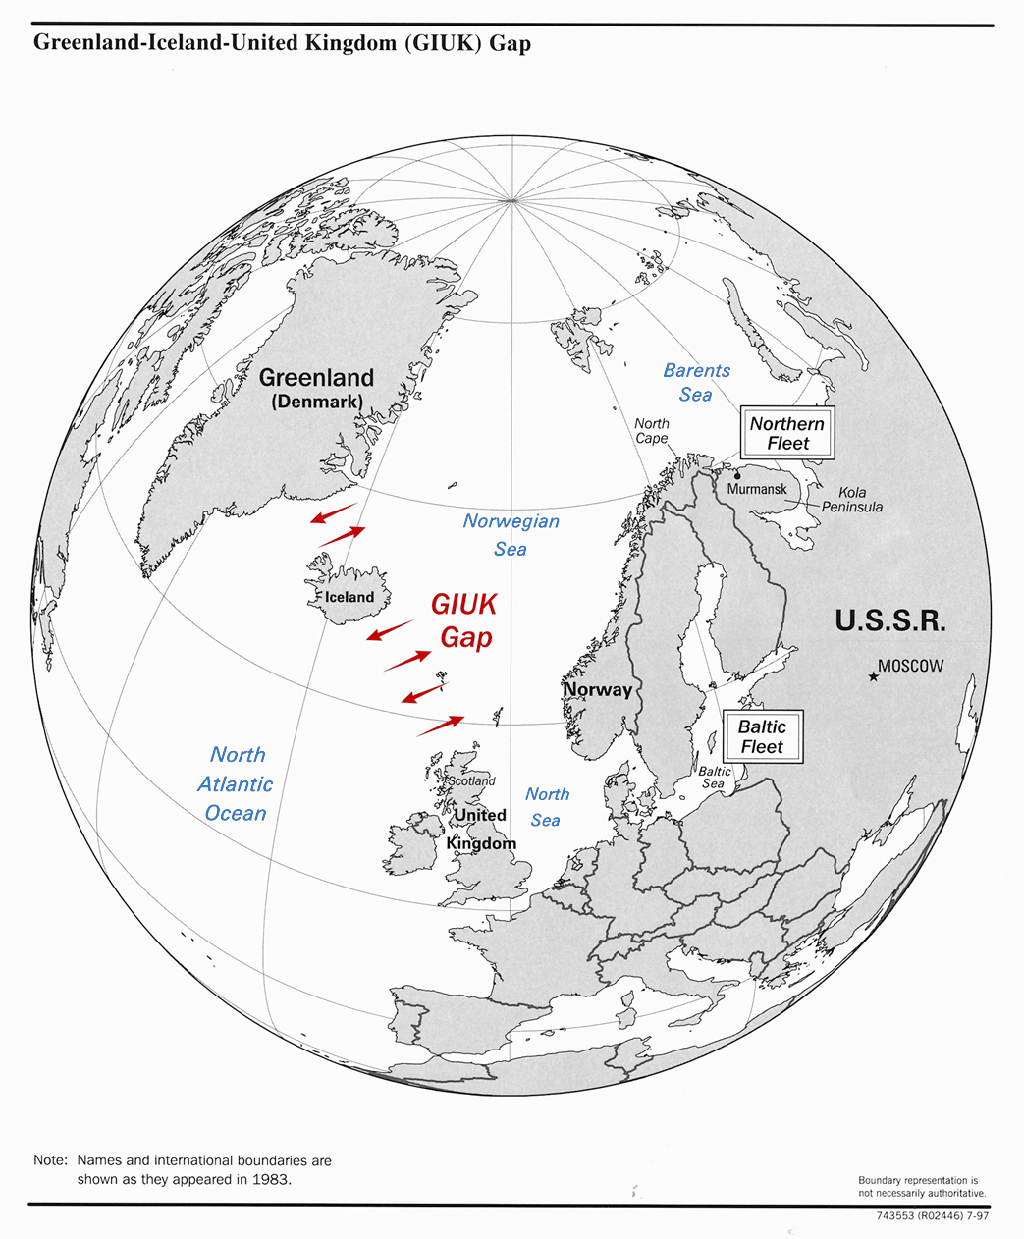 Greenland-Iceland-United Kingdom (GIUK) Gap
Greenland
(Denmark)
Barents
Sea
North
Cape
Northern
Fleet
Murmansk
Kola
Peninsula
Norwegian
Sea
Iceland
GIUK
Gap
U.S.S.R.
MOSCOW
Norway
Baltic
Fleet
Baltic
Sea
North
Atlantic
Ocean
Scotland
United
Kingdom
North
Sea
Note: Names and international boundaries are
shown as they appeared in 1983.
Boundary representation is
not necessarily authoritative.
743553 (R02446) 7-97